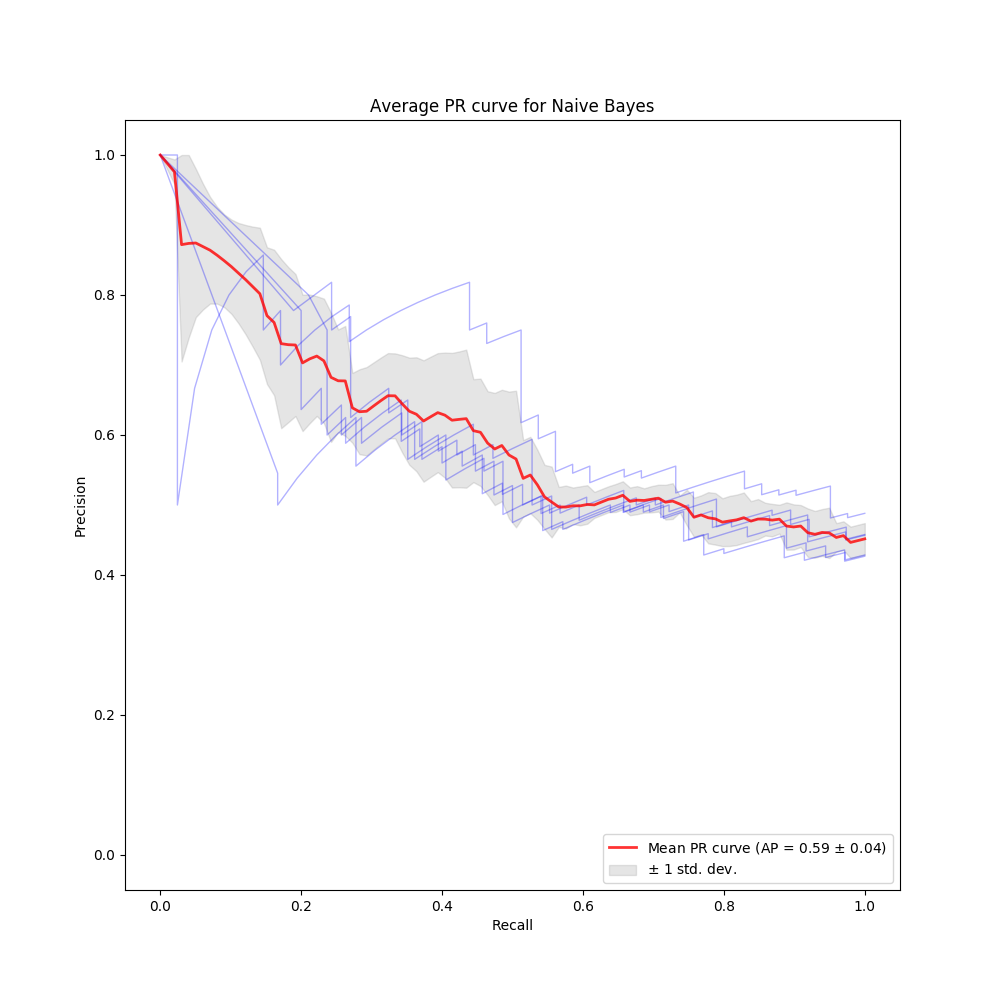 Average PR curve for Naive Bayes
Precision
1.0
0.8
0.6
0.4
0.2
0.0
0.0 0.2 0.4 0.6 0.8 1.0
Recall
Mean PR curve (AP = 0.59 ± 0.04)
± 1 std. dev.